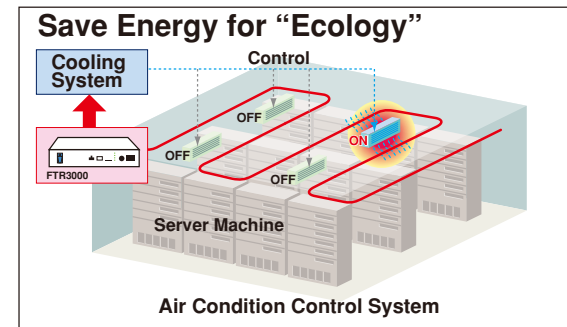 Save Energy for “Ecology”
Cooling
System
Control
OFF
ON
OFF
OFF
FTR3000
Server Machine
Air Condition Control System